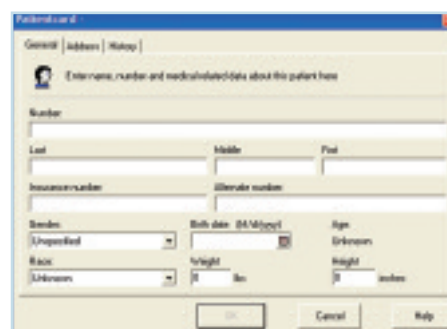 Patient card -
General Address History
Enter name, number and medical related data about this patient here
Number
Last Middle First
Insurance number Alternate number
Gender: Birth date: (M/d/yyyy) Age:
Unspecified Unknown
Race: Weight Height
Unknown 0 lbs 0 inches
OK Cancel Help